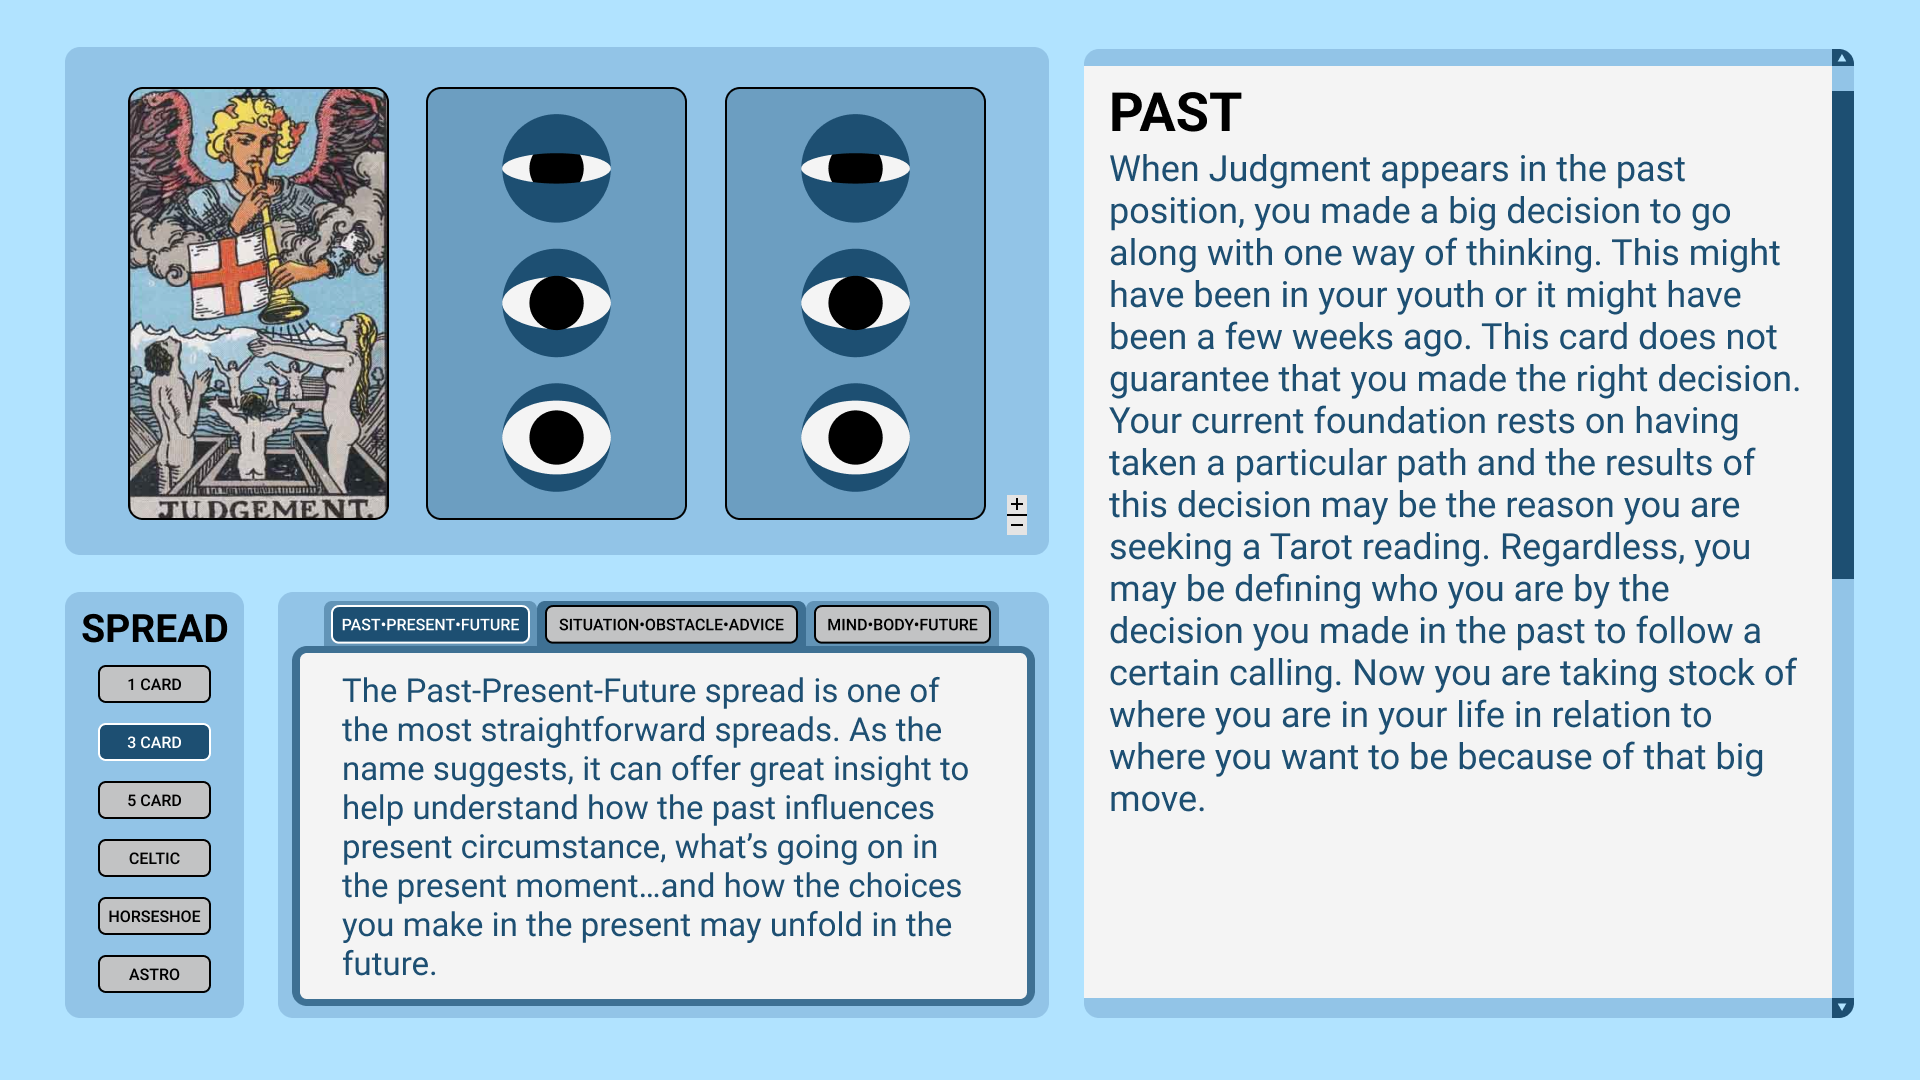 JUDGEMENT.
+
−
SPREAD
1 CARD
3 CARD
5 CARD
CELTIC
HORSESHOE
ASTRO
PAST•PRESENT•FUTURE
SITUATION•OBSTACLE•ADVICE
MIND•BODY•FUTURE
The Past-Present-Future spread is one of
the most straightforward spreads. As the
name suggests, it can offer great insight to
help understand how the past influences
present circumstance, what’s going on in
the present moment...and how the choices
you make in the present may unfold in the
future.
PAST
When Judgment appears in the past
position, you made a big decision to go
along with one way of thinking. This might
have been in your youth or it might have
been a few weeks ago. This card does not
guarantee that you made the right decision.
Your current foundation rests on having
taken a particular path and the results of
this decision may be the reason you are
seeking a Tarot reading. Regardless, you
may be defining who you are by the
decision you made in the past to follow a
certain calling. Now you are taking stock of
where you are in your life in relation to
where you want to be because of that big
move.